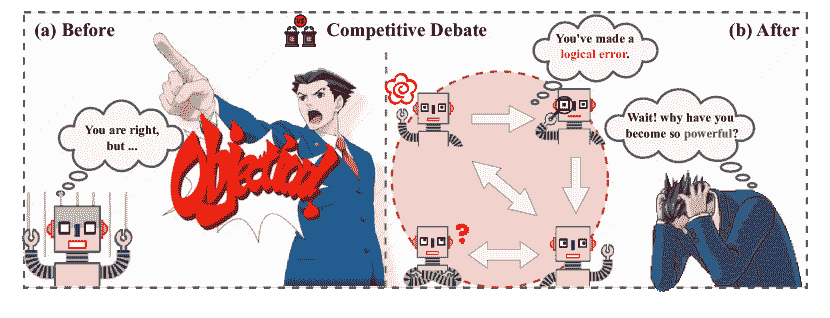 (a) Before
VS
Competitive Debate
(b) After
You are right,
but ...
Objection!
You've made a
logical error.
?
Wait! why have you
become so powerful?